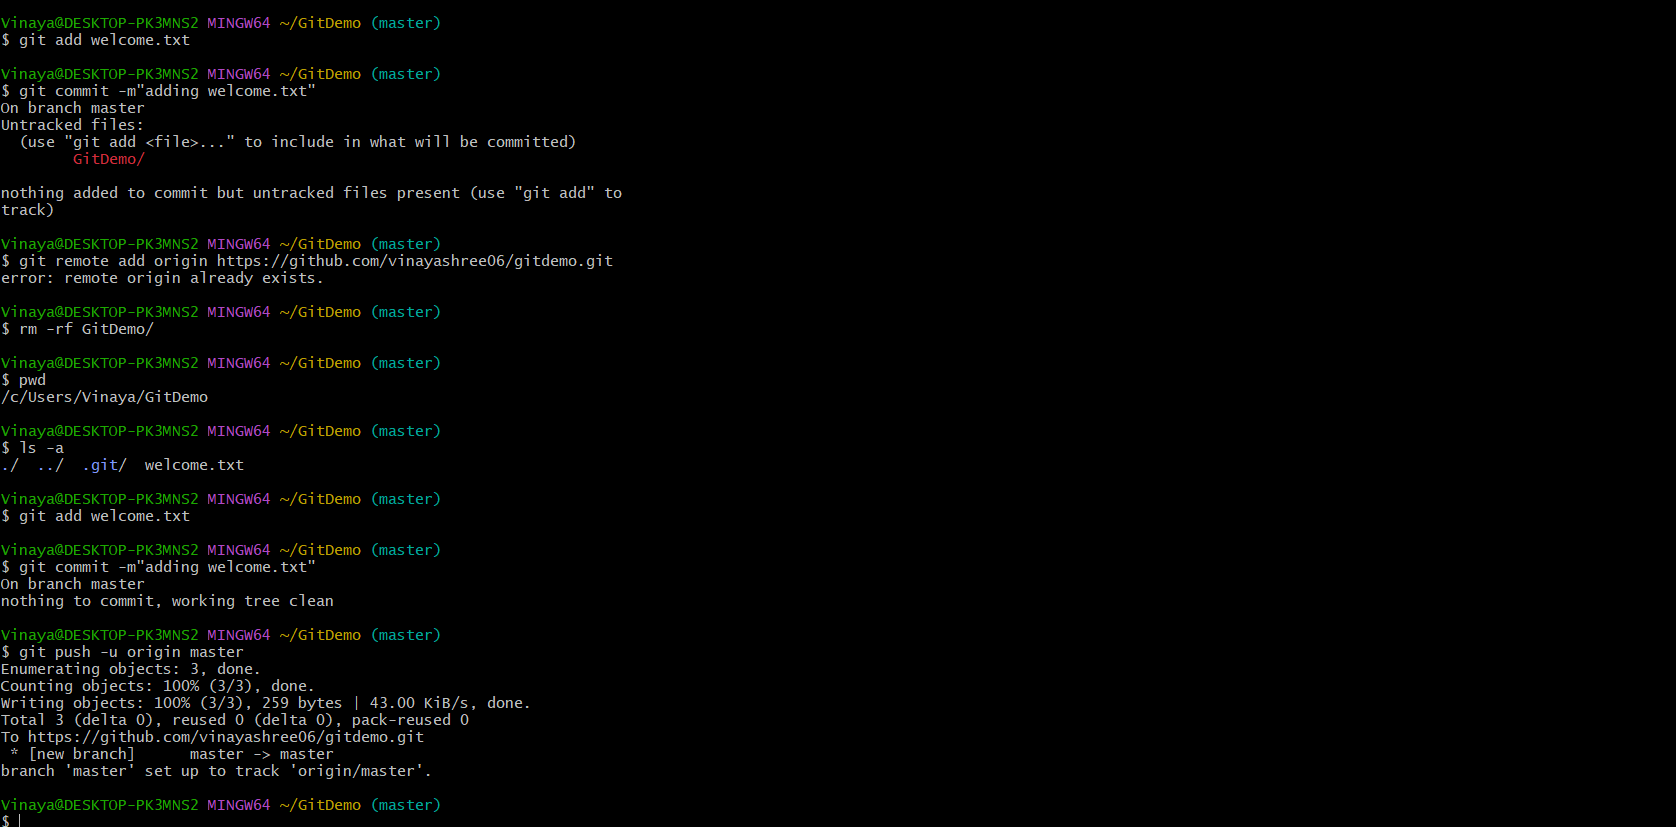 Vinaya@DESKTOP-PK3MNS2 MINGW64 ~/GitDemo (master)
$ git add welcome.txt
Vinaya@DESKTOP-PK3MNS2 MINGW64 ~/GitDemo (master)
$ git commit -m"adding welcome.txt"
On branch master
Untracked files:
  (use "git add <file>..." to include in what will be committed)
        GitDemo/
nothing added to commit but untracked files present (use "git add" to
track)
Vinaya@DESKTOP-PK3MNS2 MINGW64 ~/GitDemo (master)
$ git remote add origin https://github.com/vinayashree06/gitdemo.git
error: remote origin already exists.
Vinaya@DESKTOP-PK3MNS2 MINGW64 ~/GitDemo (master)
$ rm -rf GitDemo/
Vinaya@DESKTOP-PK3MNS2 MINGW64 ~/GitDemo (master)
$ pwd
/c/Users/Vinaya/GitDemo
Vinaya@DESKTOP-PK3MNS2 MINGW64 ~/GitDemo (master)
$ ls -a
./  ../  .git/  welcome.txt
Vinaya@DESKTOP-PK3MNS2 MINGW64 ~/GitDemo (master)
$ git add welcome.txt
Vinaya@DESKTOP-PK3MNS2 MINGW64 ~/GitDemo (master)
$ git commit -m"adding welcome.txt"
On branch master
nothing to commit, working tree clean
Vinaya@DESKTOP-PK3MNS2 MINGW64 ~/GitDemo (master)
$ git push -u origin master
Enumerating objects: 3, done.
Counting objects: 100% (3/3), done.
Writing objects: 100% (3/3), 259 bytes | 43.00 KiB/s, done.
Total 3 (delta 0), reused 0 (delta 0), pack-reused 0
To https://github.com/vinayashree06/gitdemo.git
 * [new branch]      master -> master
branch 'master' set up to track 'origin/master'.
Vinaya@DESKTOP-PK3MNS2 MINGW64 ~/GitDemo (master)
$